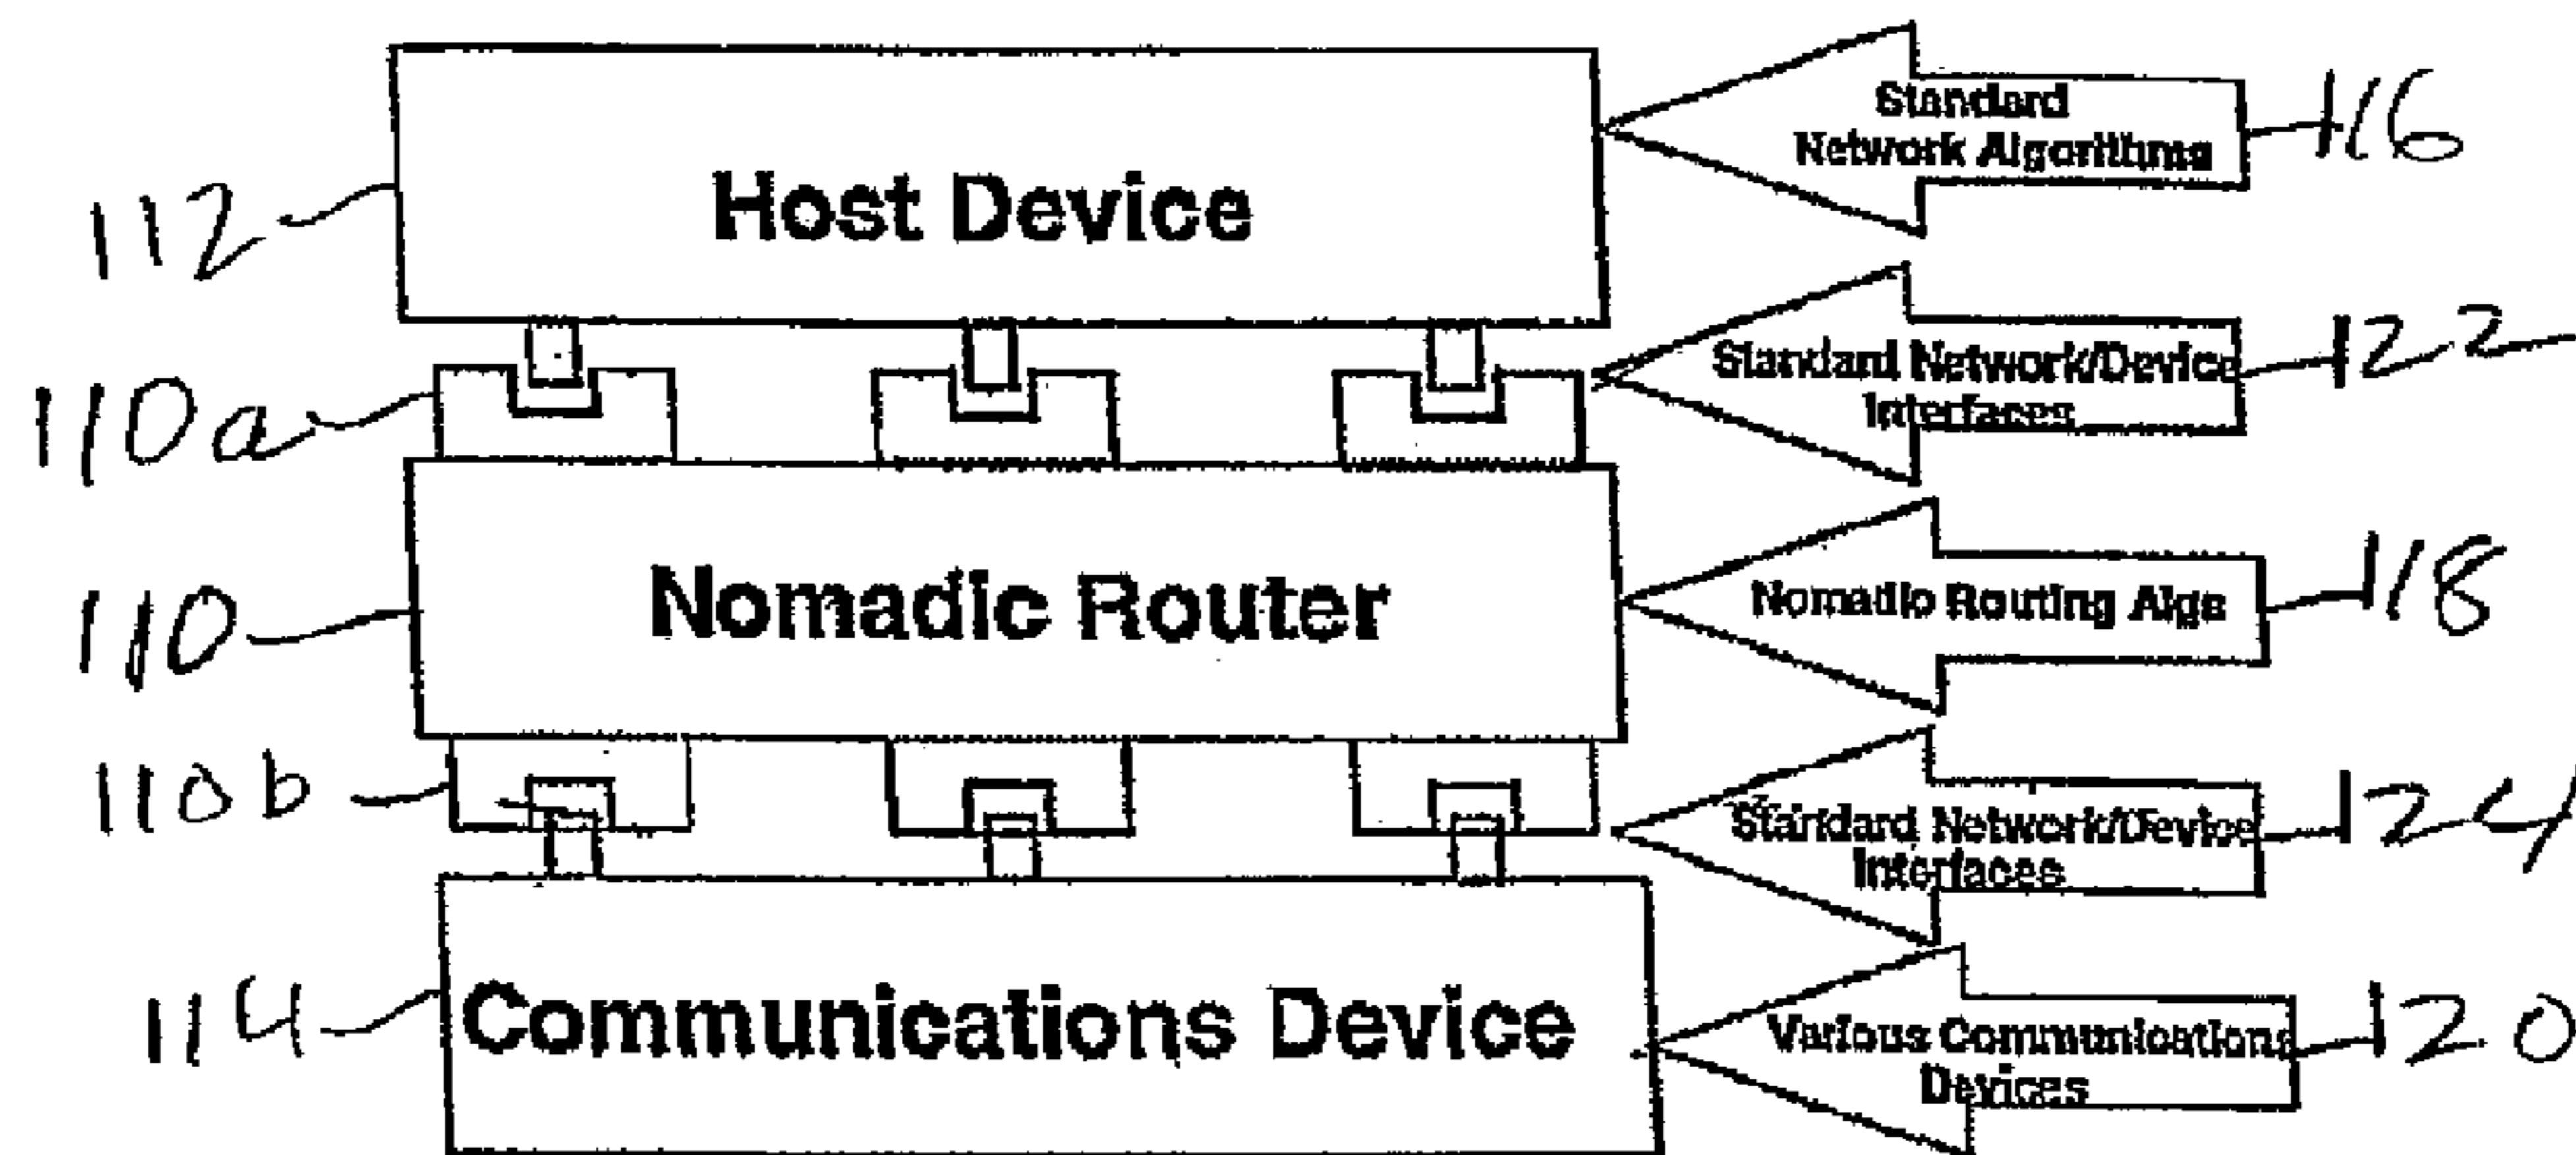 Standard
Network Algorithms
116
Host Device
112
Standard Network/Device
Interfaces
122
110a
Nomadic Router
110
Nomadic Routing Algs
118
110b
Standard Network/Device
Interfaces
124
Communications Device
114
Various Communications
Devices
120